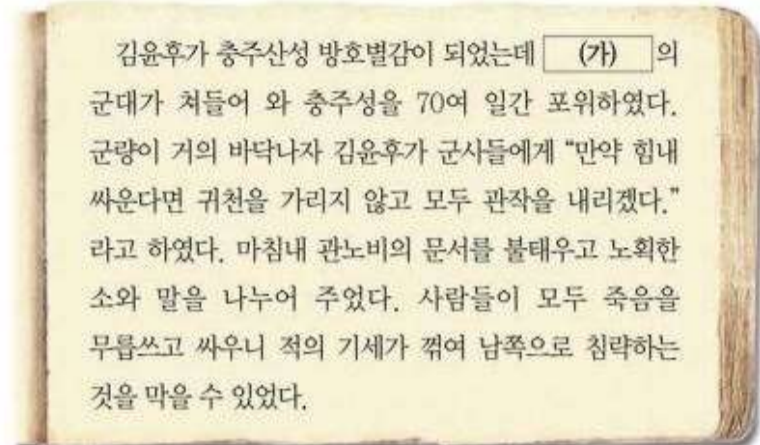 김윤후가 충주산성 방호별감이 되었는데 (가) 의
군대가 쳐들어 와 충주성을 70여 일간 포위하였다.
군량이 거의 바닥나자 김윤후가 군사들에게 “만약 힘내
싸운다면 귀천을 가리지 않고 모두 관작을 내리겠다.”
라고 하였다. 마침내 관노비의 문서를 불태우고 노획한
소와 말을 나누어 주었다. 사람들이 모두 죽음을
무릅쓰고 싸우니 적의 기세가 꺾여 남쪽으로 침략하는
것을 막을 수 있었다.